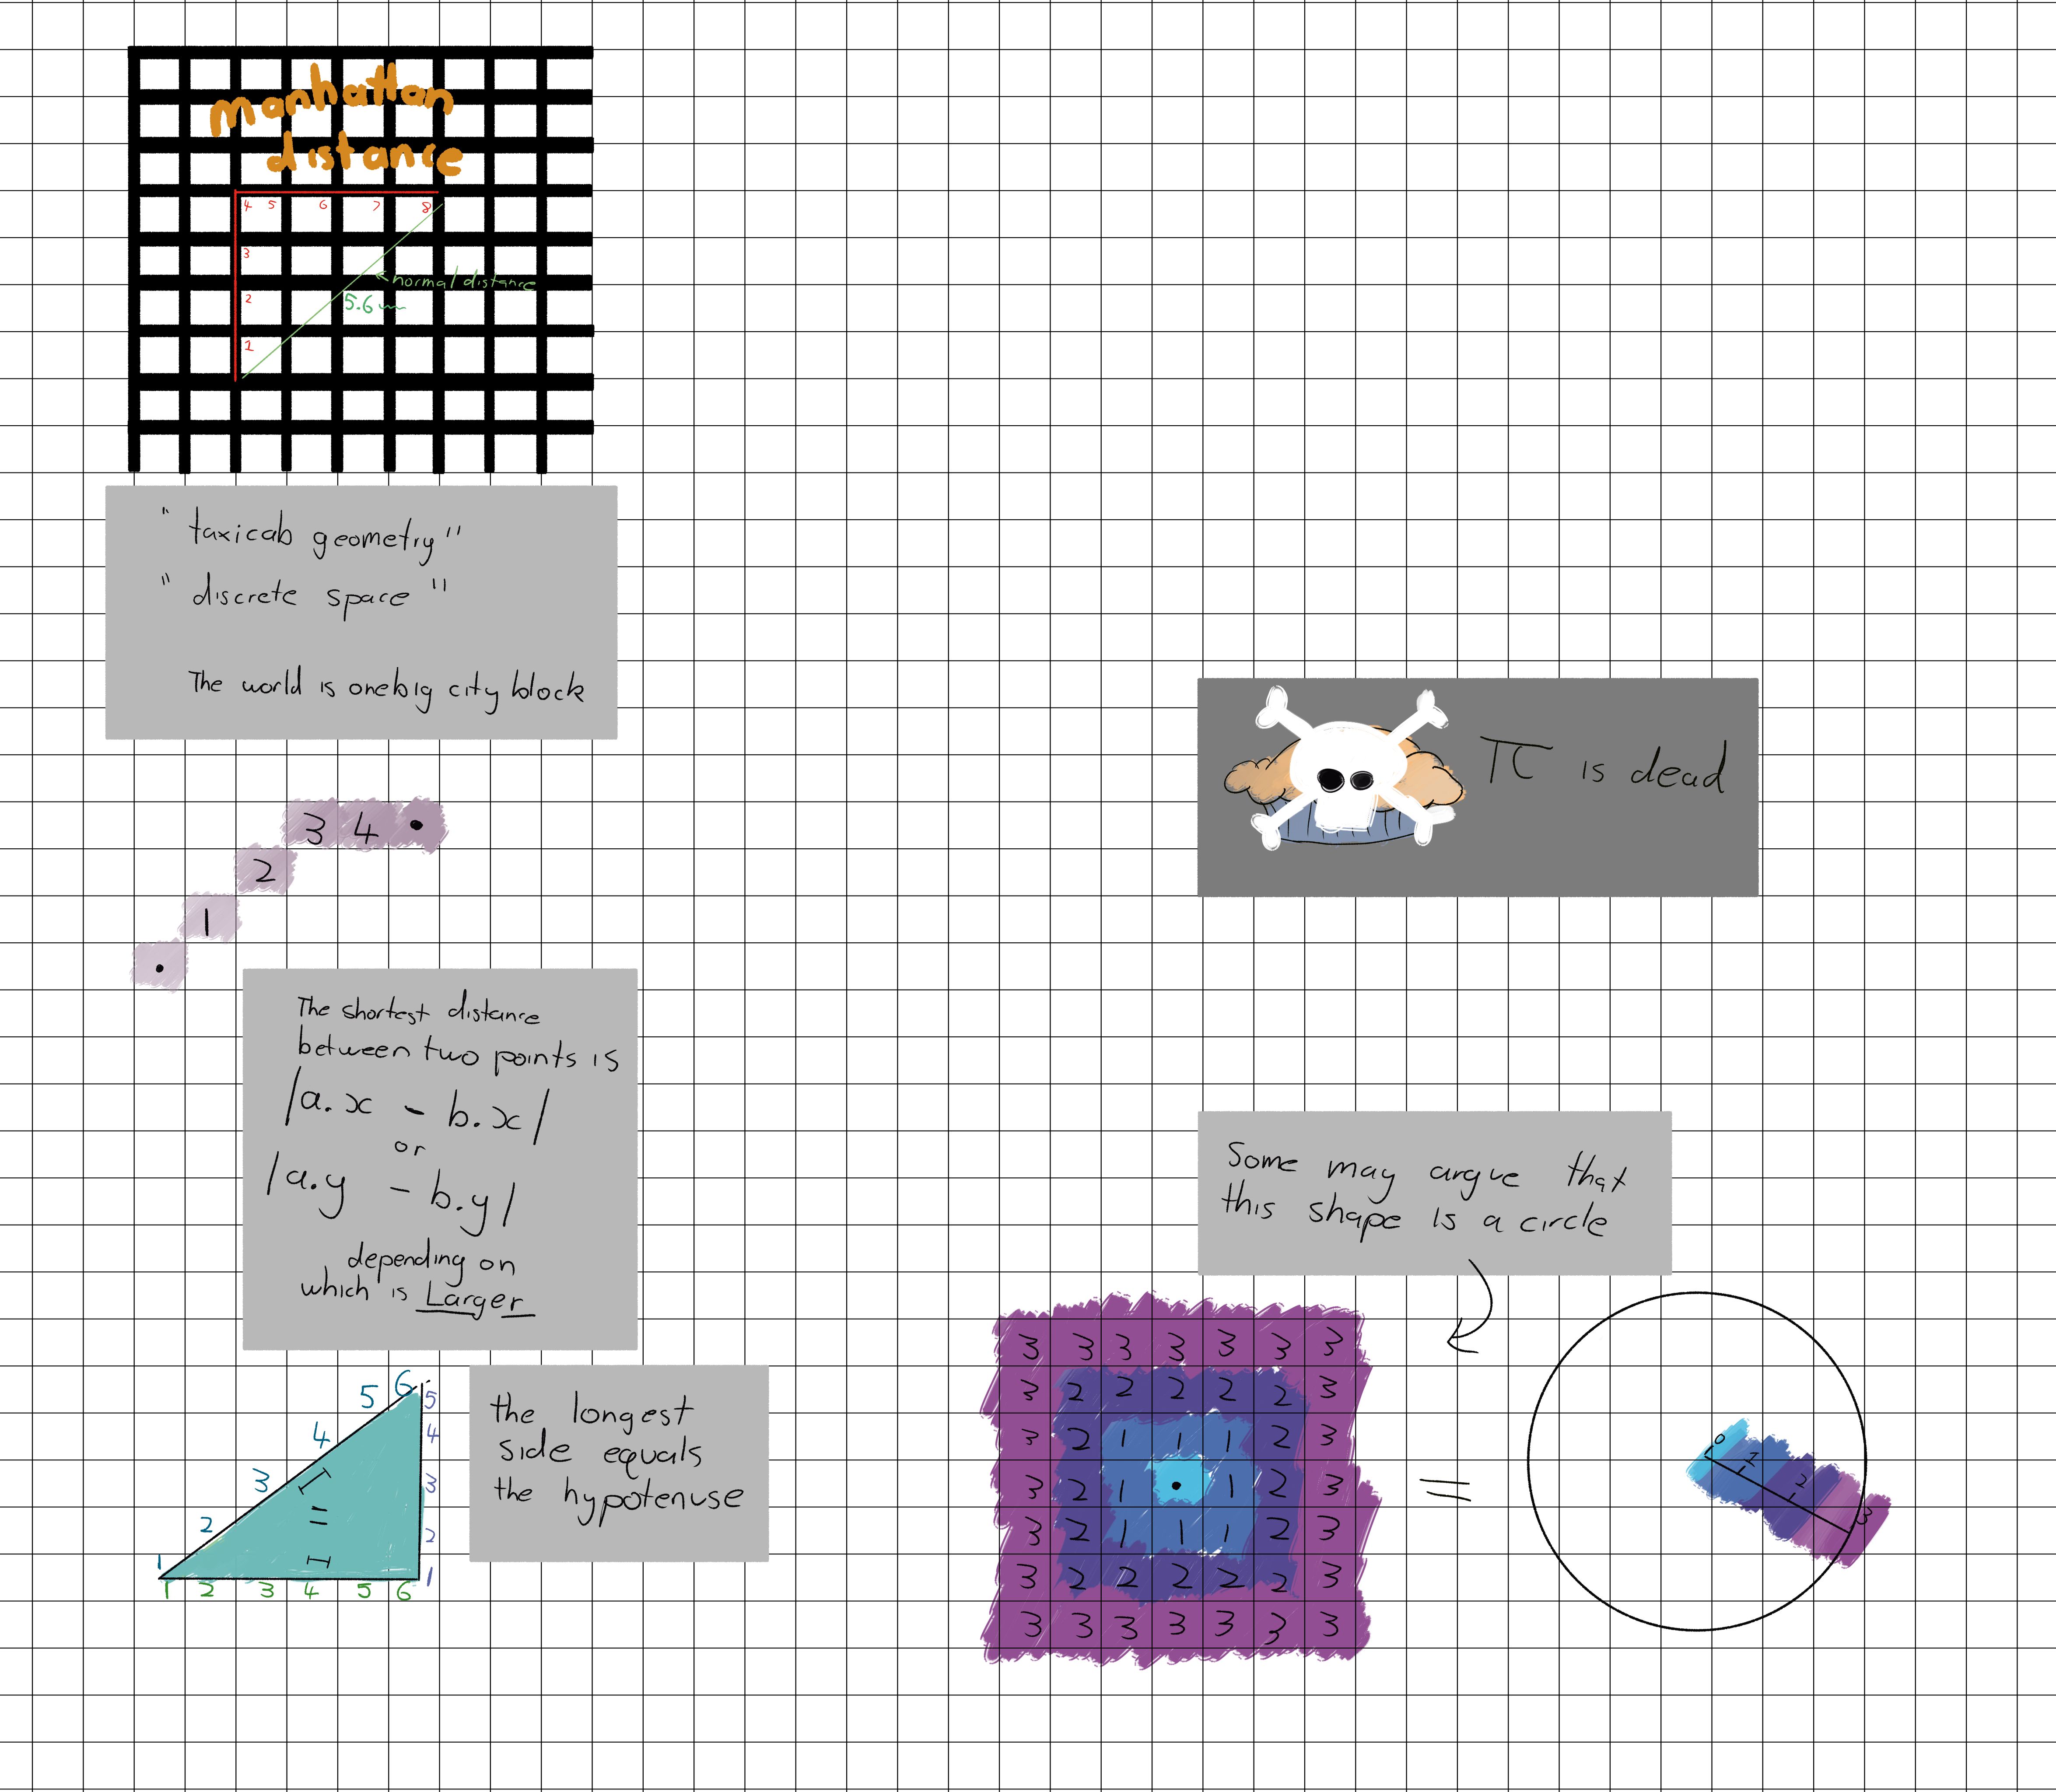 manhattan
distance
4 5 6 7 8
3
2
1
normal distance
5.6
"taxicab geometry"
"discrete space"
The world is one big city block
3 4
2
1
The shortest distance
between two points is
|a.x - b.x|
or
|a.y - b.y|
depending on
which is Larger
1 2 3 4 5 6
5
4
3
2
1
=
1 2 3 4 5 6
the longest
side equals
the hypotenuse
π is dead
Some may argue that
this shape is a circle
3 3 3 3 3 3 3
3 2 2 2 2 2 3
3 2 1 1 1 2 3
3 2 1 1 2 3
3 2 1 1 1 2 3
3 2 2 2 2 2 3
3 3 3 3 3 3 3
=
0 1 2 3